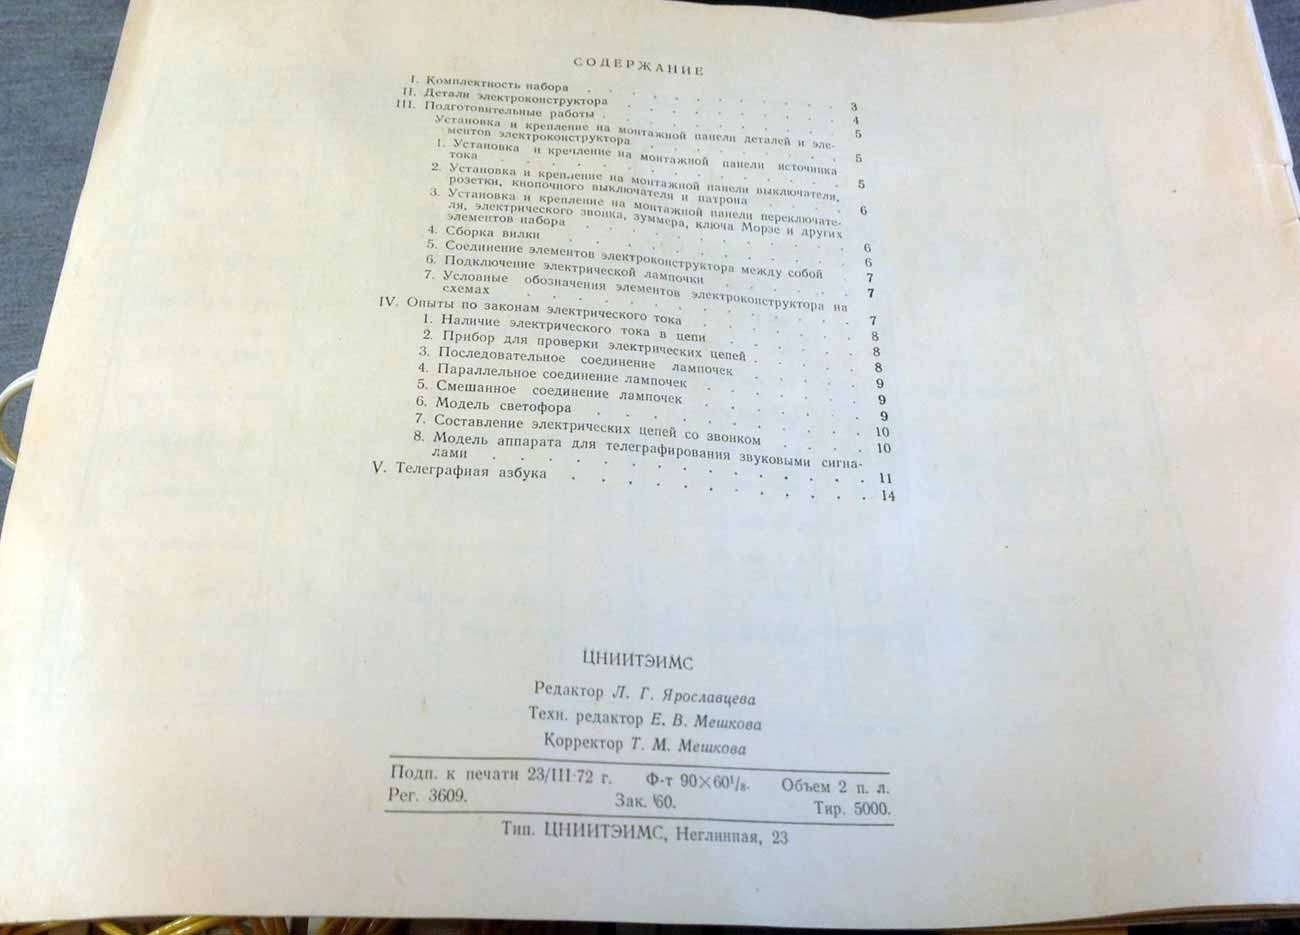 СОДЕРЖАНИЕ
I. Комплектность набора . . . . . . . . . . 3
II. Детали электроконструктора . . . . . . . . . 4
III. Подготовительные работы . . . . . . . . . 5
Установка и крепление на монтажной панели деталей и эле-
ментов электроконструктора . . . . . . . . 5
1. Установка и крепление на монтажной панели источника
тока . . . . . . . . . . . . . 5
2. Установка и крепление на монтажной панели выключателя,
розетки, кнопочного выключателя и патрона . . . . 6
3. Установка и крепление на монтажной панели переключате-
ля, электрического звонка, зуммера, ключа Морзе и других
элементов набора . . . . . . . . . . 6
4. Сборка вилки . . . . . . . . . . . 6
5. Соединение элементов электроконструктора между собой . 7
6. Подключение электрической лампочки . . . . . 7
7. Условные обозначения элементов электроконструктора на
схемах . . . . . . . . . . . . 7
IV. Опыты по законам электрического тока . . . . . . 8
1. Наличие электрического тока в цепи . . . . . . 8
2. Прибор для проверки электрических цепей . . . . 8
3. Последовательное соединение лампочек . . . . . 9
4. Параллельное соединение лампочек . . . . . . 9
5. Смешанное соединение лампочек . . . . . . 9
6. Модель светофора . . . . . . . . . . 10
7. Составление электрических цепей со звонком . . . . 10
8. Модель аппарата для телеграфирования звуковыми сигна-
лами . . . . . . . . . . . . . . 11
V. Телеграфная азбука . . . . . . . . . . . 14
ЦНИИТЭИМС
Редактор Л. Г. Ярославцева
Техн. редактор Е. В. Мешкова
Корректор Т. М. Мешкова
Подп. к печати 23/III-72 г. Ф-т 90×60¹/₈. Объем 2 п. л.
Рег. 3609. Зак. 60. Тир. 5000.
Тип. ЦНИИТЭИМС, Неглинная, 23